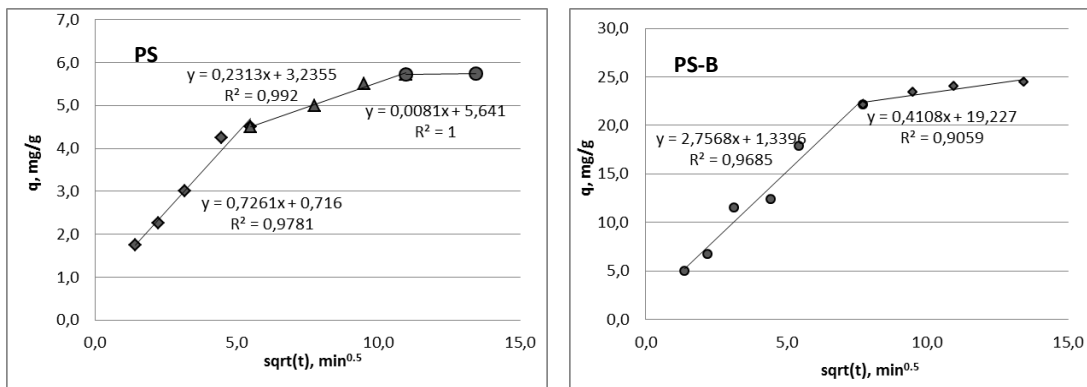 7,0
6,0
5,0
4,0
3,0
2,0
1,0
0,0
q, mg/g
PS
y = 0,2313x + 3,2355
R² = 0,992
y = 0,0081x + 5,641
R² = 1
y = 0,7261x + 0,716
R² = 0,9781
0,0 5,0 10,0 15,0
sqrt(t), min^0.5
30,0
25,0
20,0
15,0
10,0
5,0
0,0
q, mg/g
PS-B
y = 2,7568x + 1,3396
R² = 0,9685
y = 0,4108x + 19,227
R² = 0,9059
0,0 5,0 10,0 15,0
sqrt(t), min^0.5